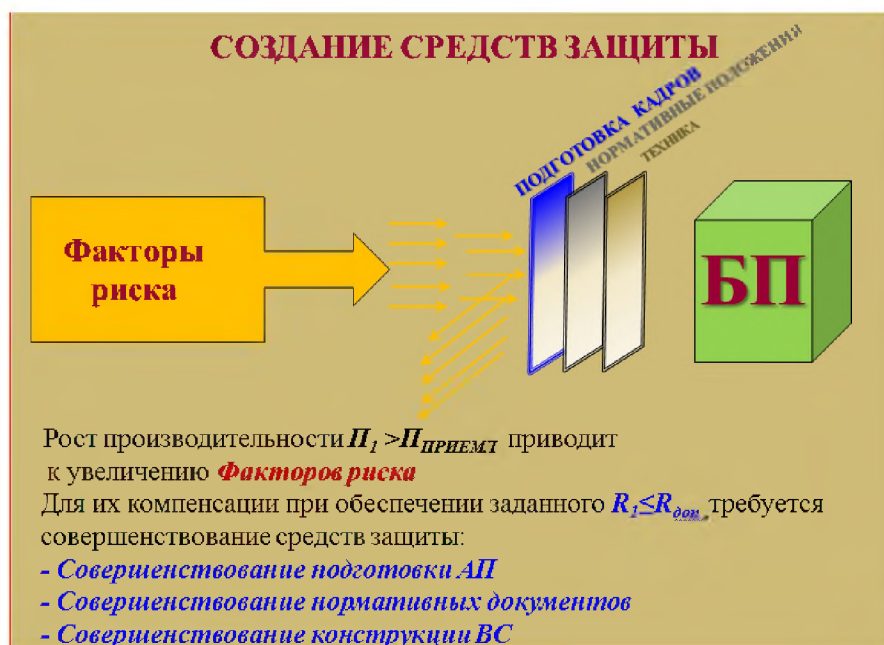 СОЗДАНИЕ СРЕДСТВ ЗАЩИТЫ
ПОДГОТОВКА КАДРОВ
НОРМАТИВНЫЕ ПОЛОЖЕНИЯ
ТЕХНИКА
Факторы
риска
БП
Рост производительности П1 >ППРИЕМЛ приводит
к увеличению Факторов риска
Для их компенсации при обеспечении заданного R1≤Rдоп требуется
совершенствование средств защиты:
- Совершенствование подготовки АП
- Совершенствование нормативных документов
- Совершенствование конструкции ВС